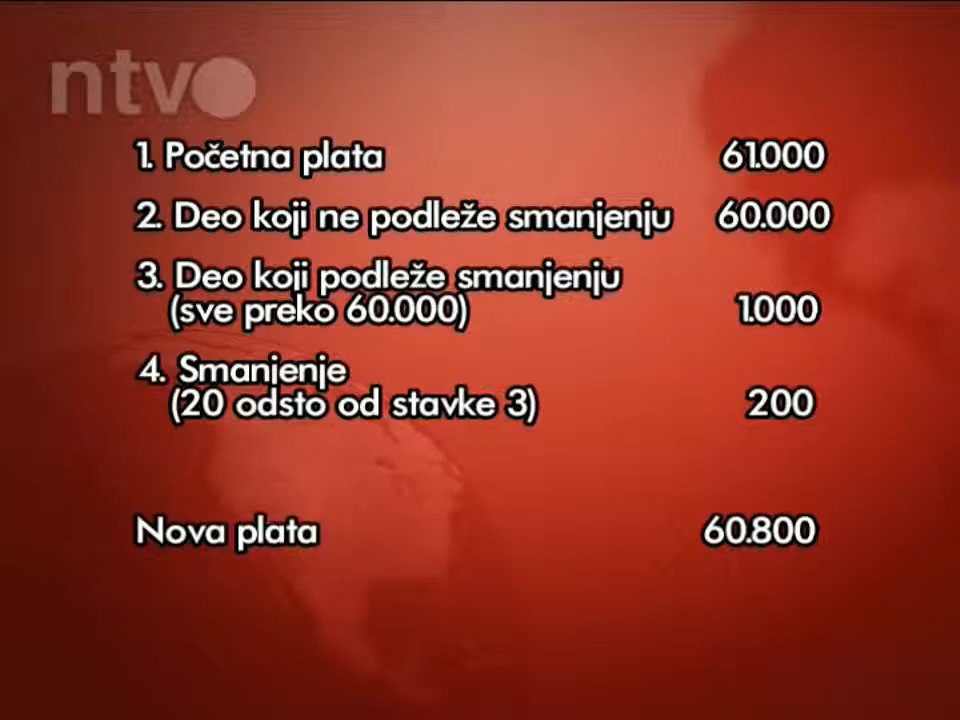 ntv
1. Početna plata 61.000
2. Deo koji ne podleže smanjenju 60.000
3. Deo koji podleže smanjenju
(sve preko 60.000) 1.000
4. Smanjenje
(20 odsto od stavke 3) 200
Nova plata 60.800